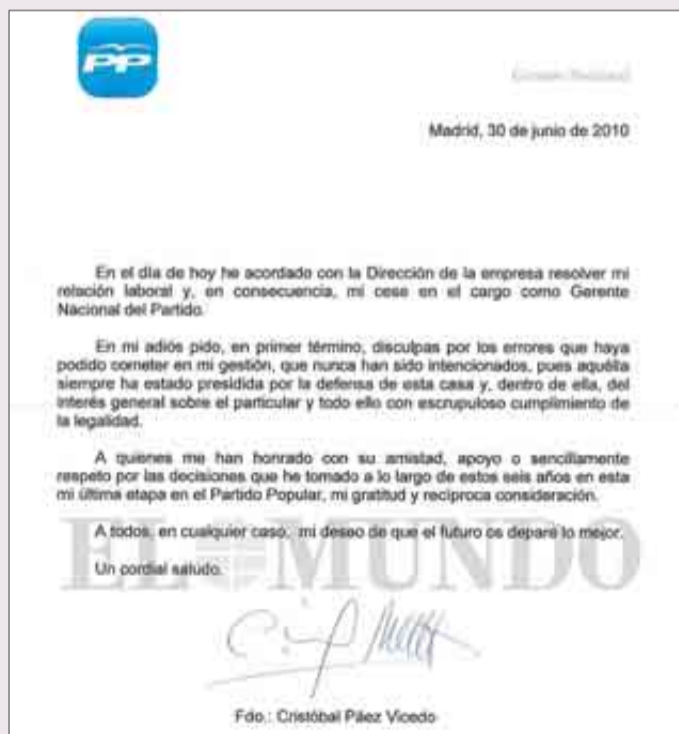 PP
Gerente Nacional
Madrid, 30 de junio de 2010
En el día de hoy he acordado con la Dirección de la empresa resolver mi
relación laboral y, en consecuencia, mi cese en el cargo como Gerente
Nacional del Partido.
En mi adiós pido, en primer término, disculpas por los errores que haya
podido cometer en mi gestión, que nunca han sido intencionados, pues aquélla
siempre ha estado presidida por la defensa de esta casa y, dentro de ella, del
interés general sobre el particular y todo ello con escrupuloso cumplimiento de
la legalidad.
A quienes me han honrado con su amistad, apoyo o sencillamente
respeto por las decisiones que he tomado a lo largo de estos seis años en esta
mi última etapa en el Partido Popular, mi gratitud y recíproca consideración.
A todos, en cualquier caso, mi deseo de que el futuro os depare lo mejor.
EL MUNDO
Un cordial saludo.
Fdo.: Cristóbal Páez Vicedo